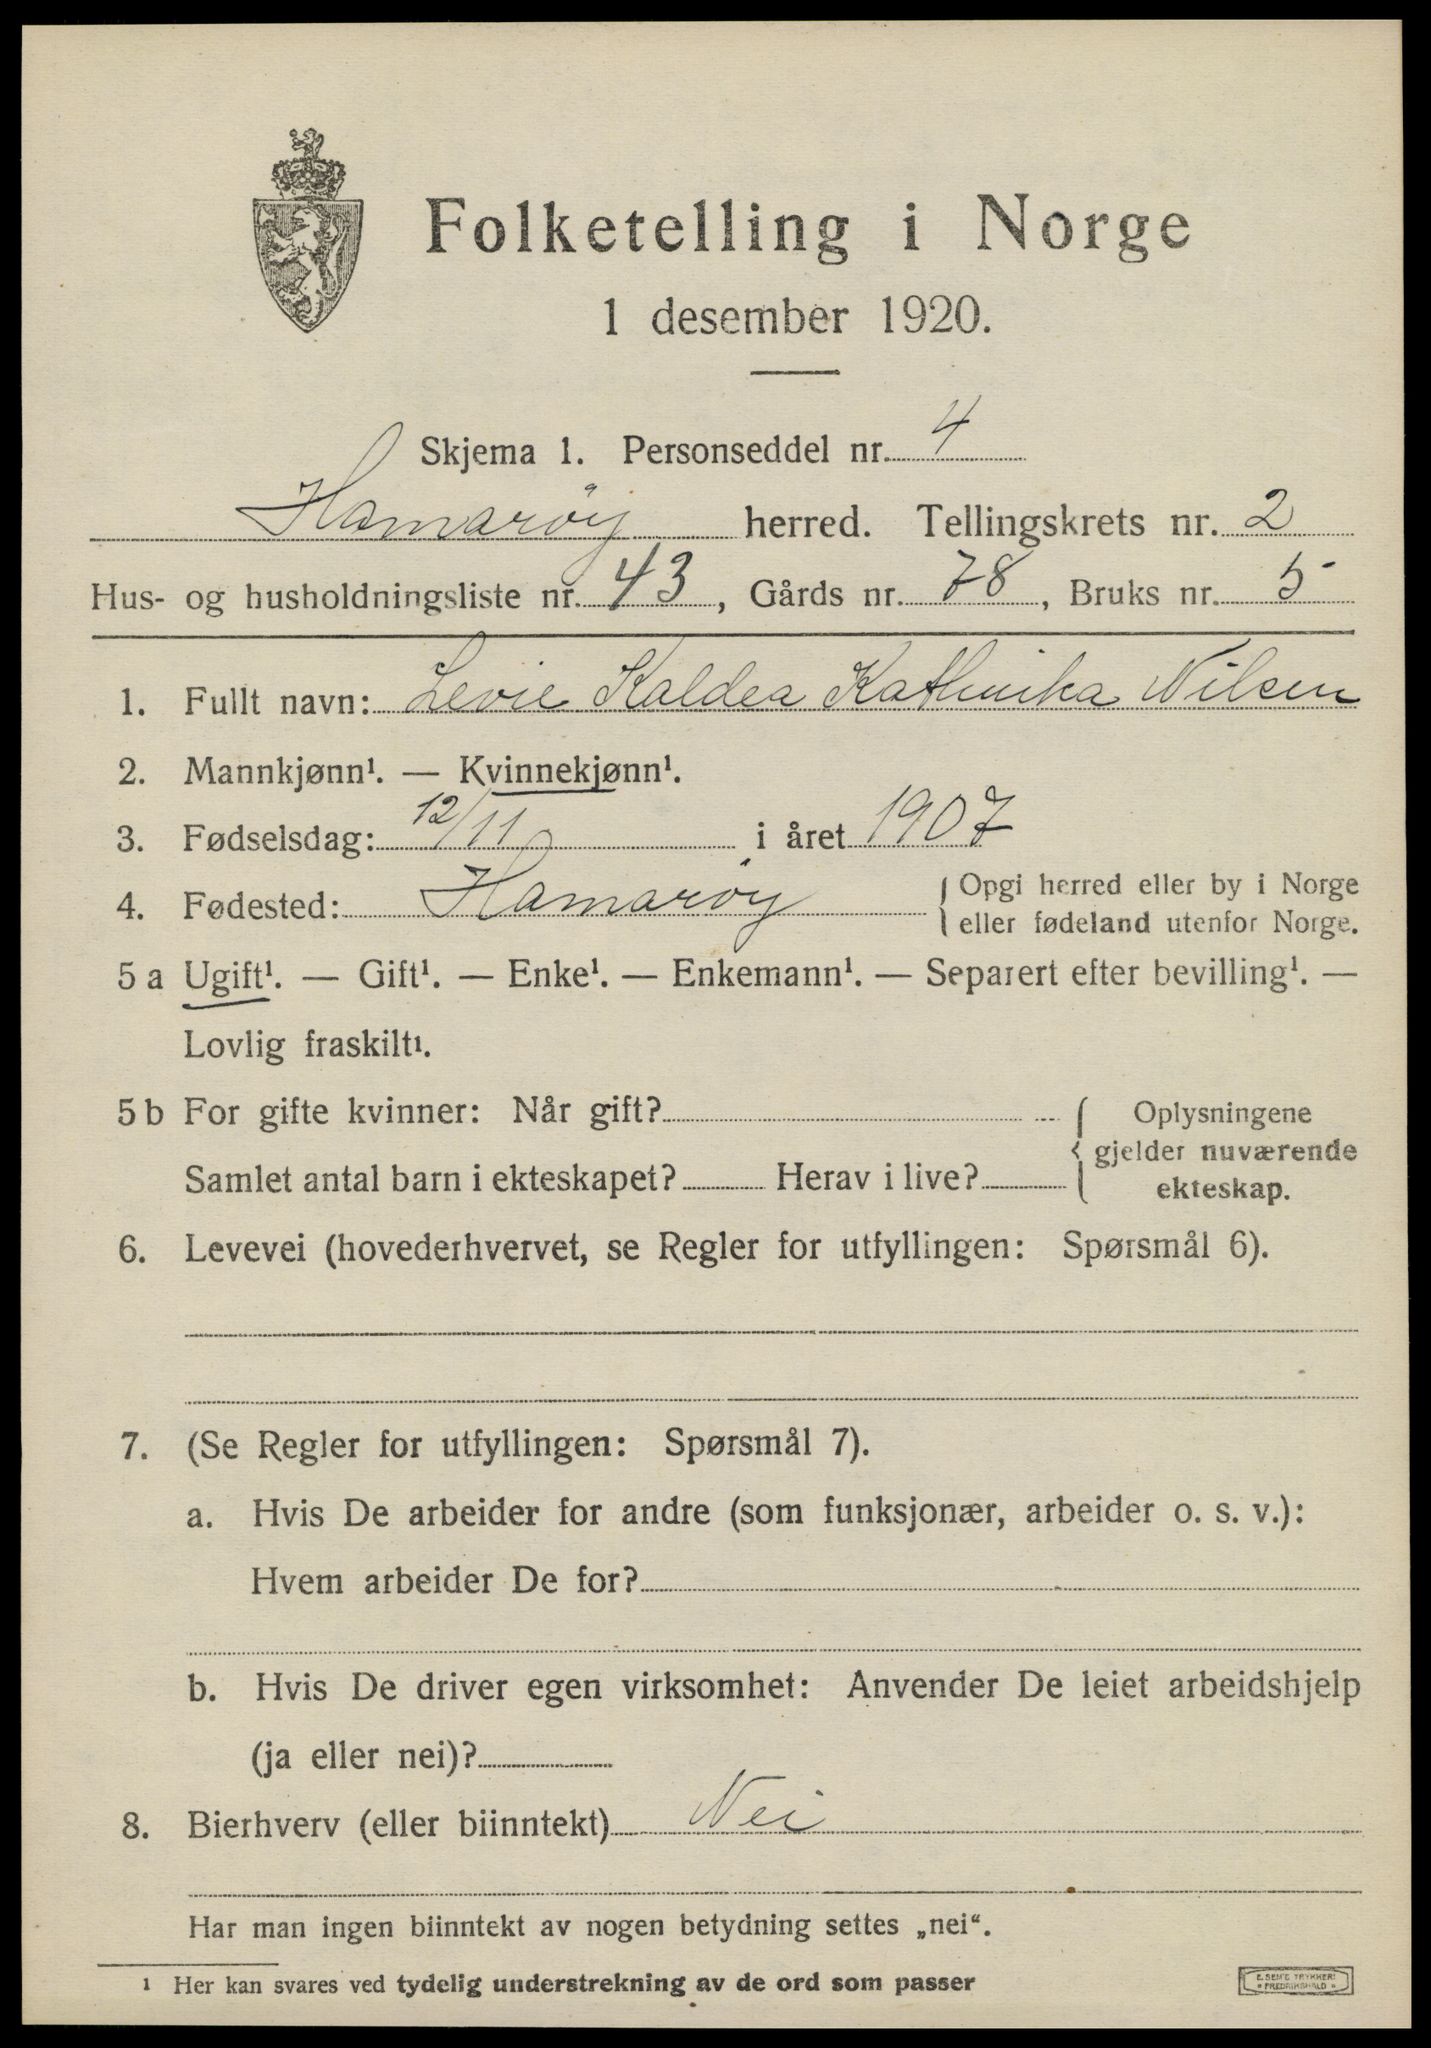 Folketelling i Norge
1 desember 1920.
Skjema 1. Personseddel nr. 4
Hamarøy herred. Tellingskrets nr. 2
Hus- og husholdningsliste nr. 43, Gårds nr. 78, Bruks nr. 5
1. Fullt navn: Levie Kaldea Kathinka Nilsen
2. Mannkjønn¹. — Kvinnekjønn¹.
3. Fødselsdag: 12/11 i året 1907
4. Fødested: Hamarøy { Opgi herred eller by i Norge
eller fødeland utenfor Norge.
5 a Ugift¹. — Gift¹. — Enke¹. — Enkemann¹. — Separert efter bevilling¹. —
Lovlig fraskilt¹.
5 b For gifte kvinner: Når gift? { Oplysningene
gjelder nuværende
Samlet antal barn i ekteskapet? Herav i live? ekteskap.
6. Levevei (hovederhvervet, se Regler for utfyllingen: Spørsmål 6).
7. (Se Regler for utfyllingen: Spørsmål 7).
a. Hvis De arbeider for andre (som funksjonær, arbeider o. s. v.):
Hvem arbeider De for?
b. Hvis De driver egen virksomhet: Anvender De leiet arbeidshjelp
(ja eller nei)?
8. Bierhverv (eller biinntekt) Nei
Har man ingen biinntekt av nogen betydning settes „nei“.
¹ Her kan svares ved tydelig understrekning av de ord som passer